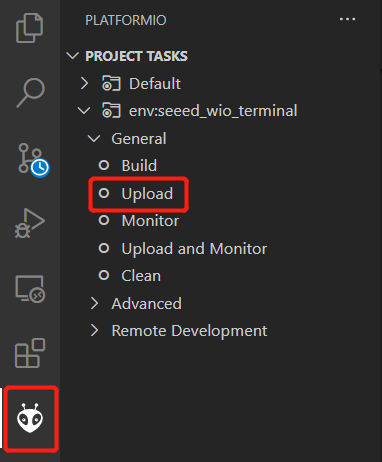 PLATFORMIO
PROJECT TASKS
Default
env:seeed_wio_terminal
General
Build
Upload
Monitor
Upload and Monitor
Clean
Advanced
Remote Development